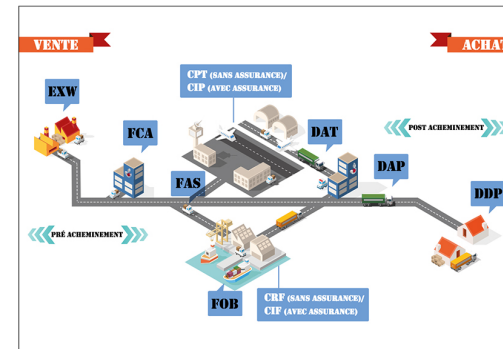 VENTE
ACHAT
CPT (SANS ASSURANCE)/
CIP (AVEC ASSURANCE)
EXW
FCA
DAT
POST ACHEMINEMENT
FAS
DAP
DDP
PRÉ ACHEMINEMENT
FOB
CRF (SANS ASSURANCE)/
CIF (AVEC ASSURANCE)